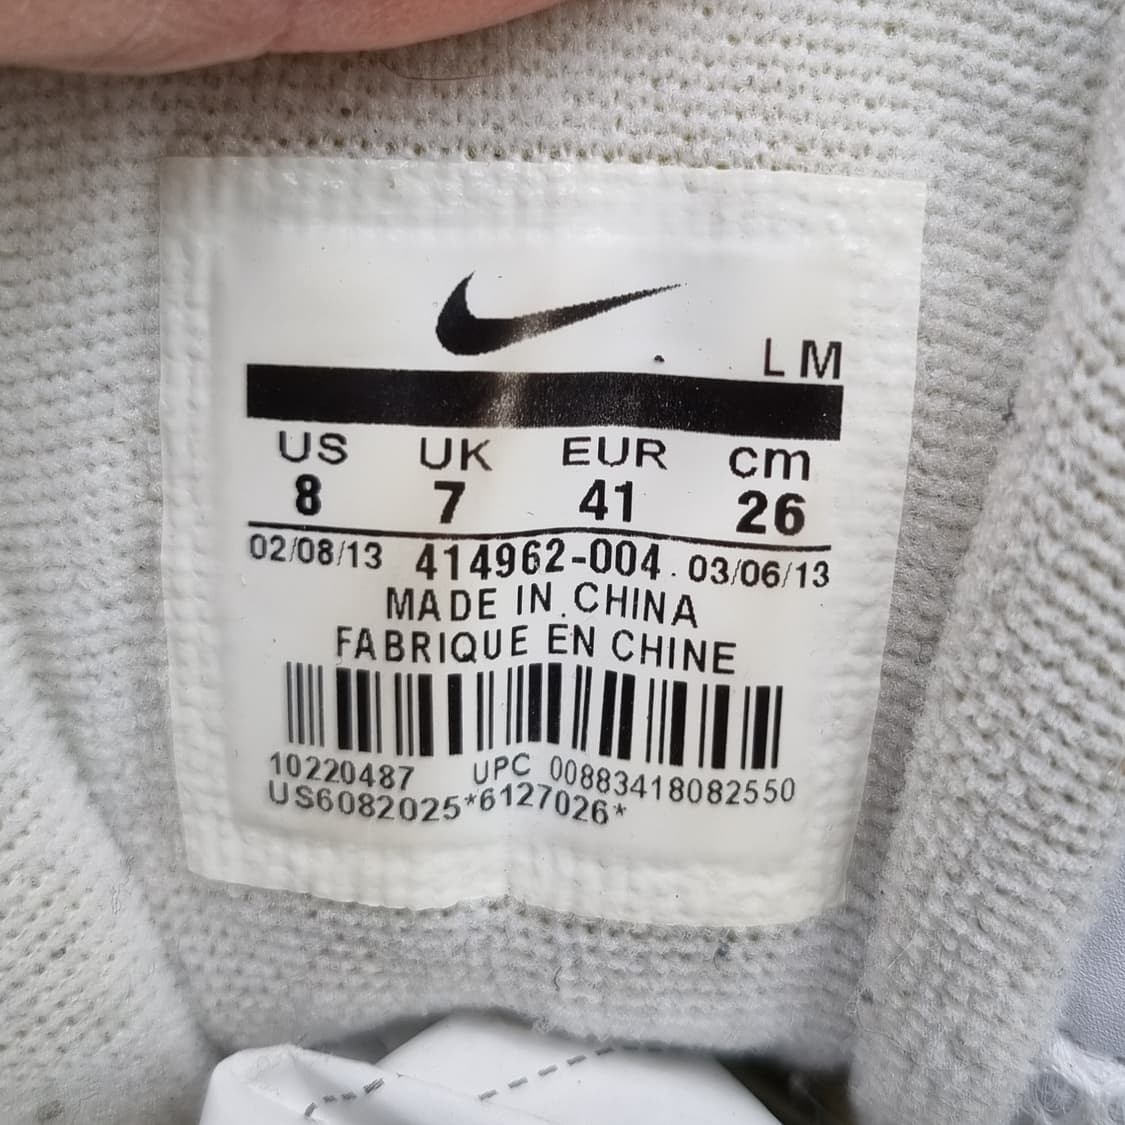 LM
US UK EUR cm
8 7 41 26
02/08/13 414962-004 03/06/13
MADE IN CHINA
FABRIQUE EN CHINE
10220487 UPC 00883418082550
US6082025*6127026*